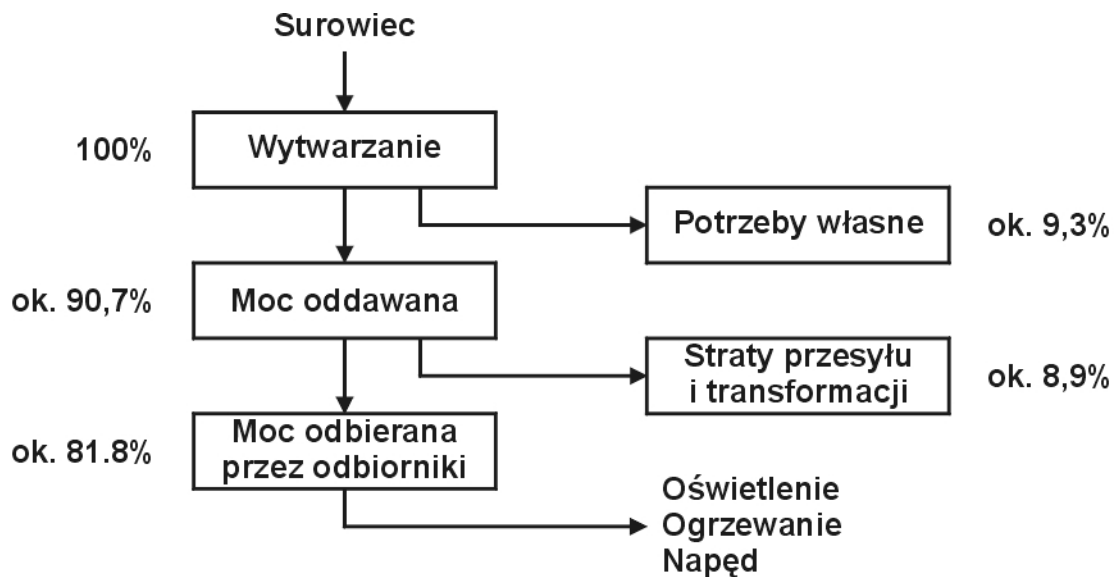 Surowiec
100%
Wytwarzanie
Potrzeby własne
ok. 9,3%
ok. 90,7%
Moc oddawana
Straty przesyłu
i transformacji
ok. 8,9%
ok. 81.8%
Moc odbierana
przez odbiorniki
Oświetlenie
Ogrzewanie
Napęd